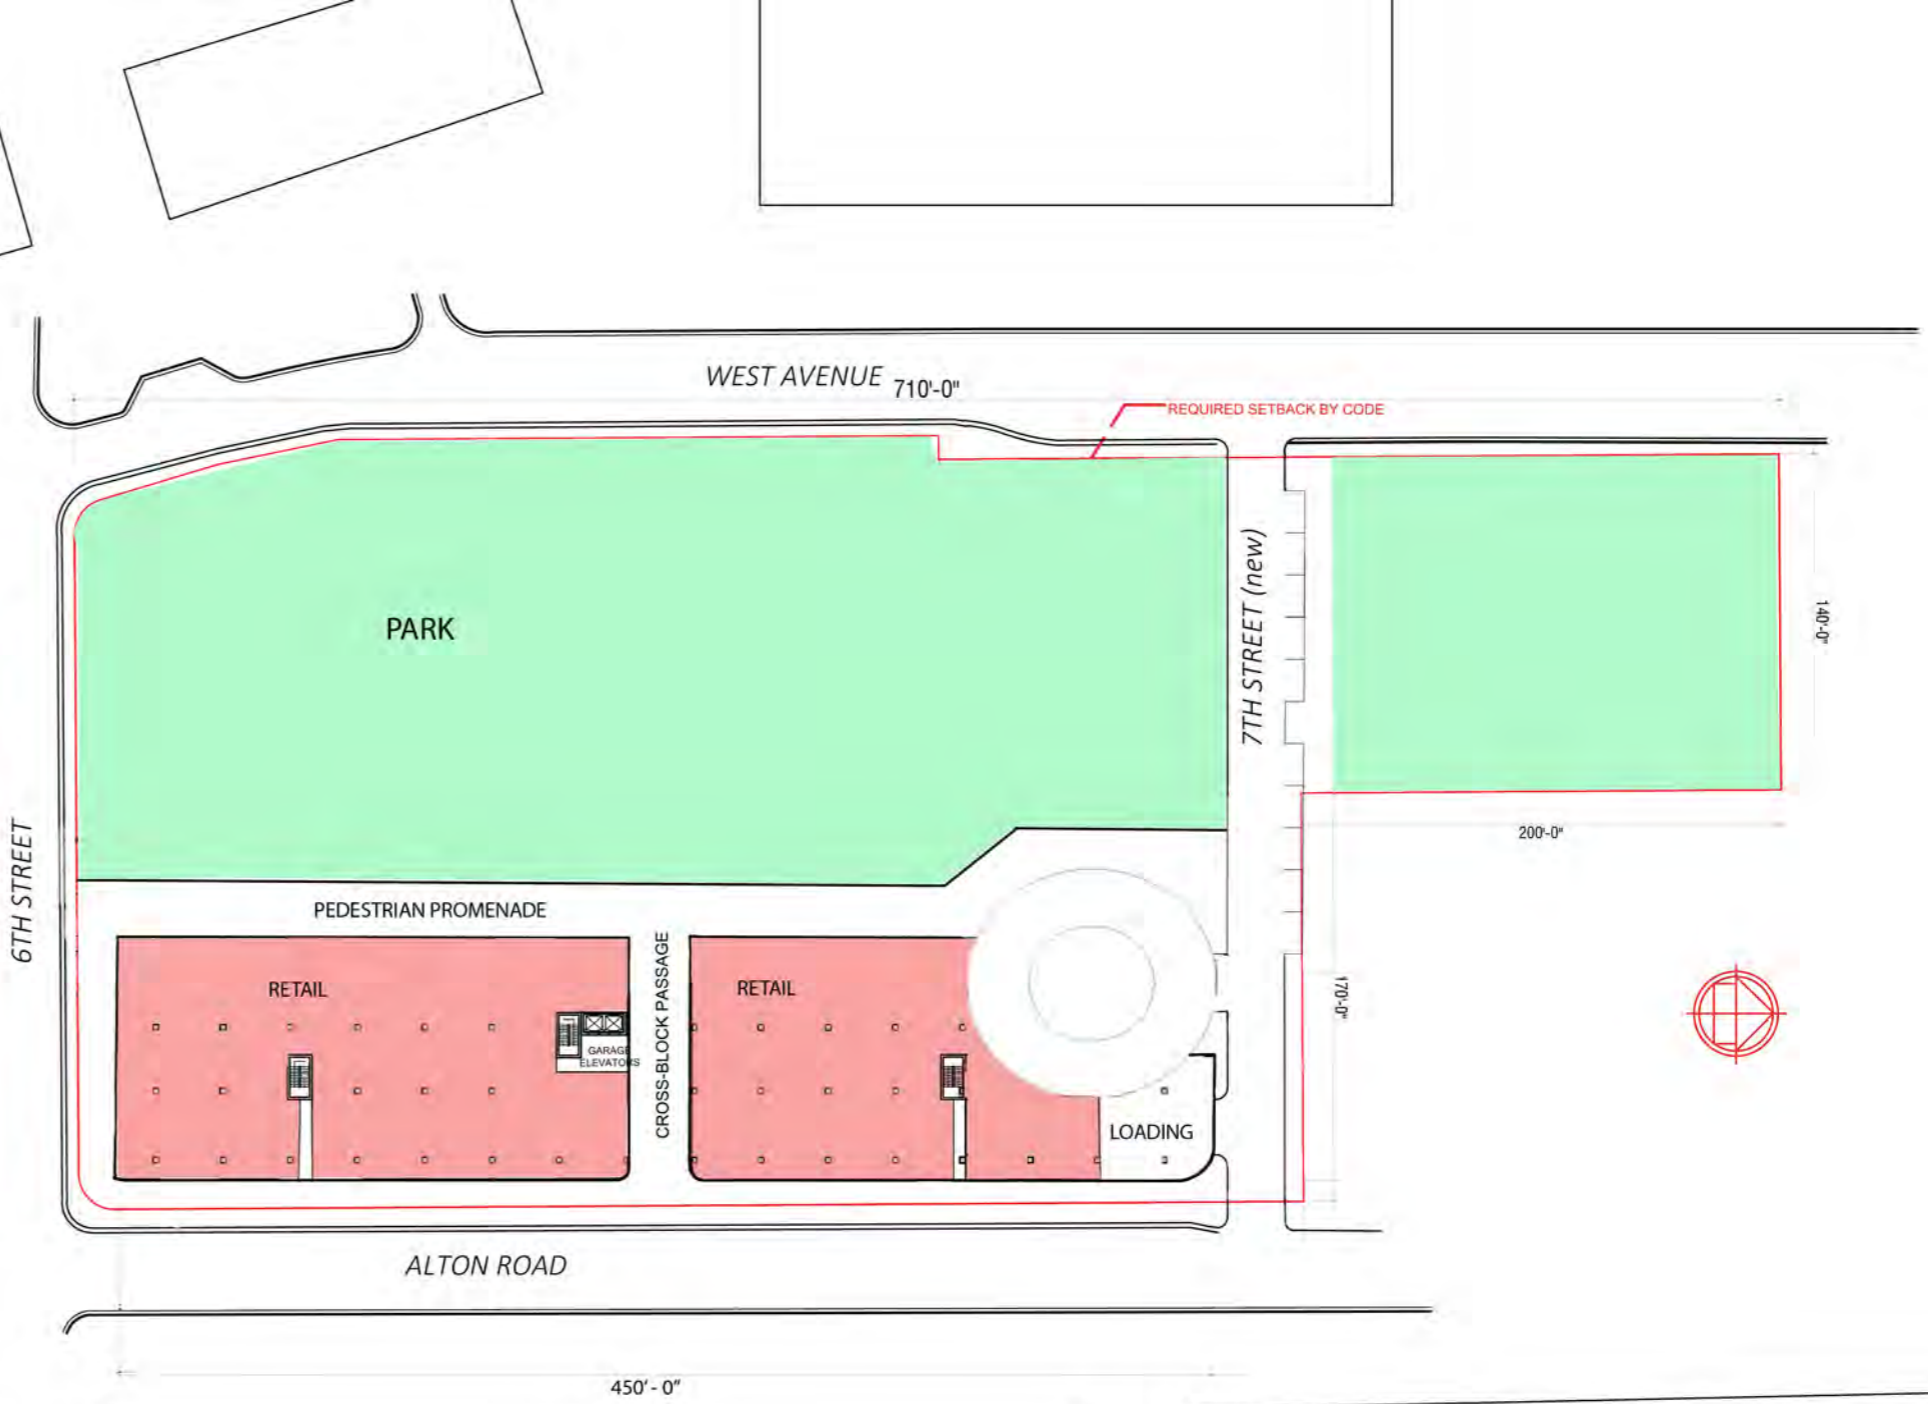 WEST AVENUE
710'-0"
REQUIRED SETBACK BY CODE
PARK
7TH STREET (new)
140'-0"
200'-0"
6TH STREET
PEDESTRIAN PROMENADE
RETAIL
CROSS-BLOCK PASSAGE
RETAIL
170'-0"
GARAGE
ELEVATORS
LOADING
ALTON ROAD
450'- 0"